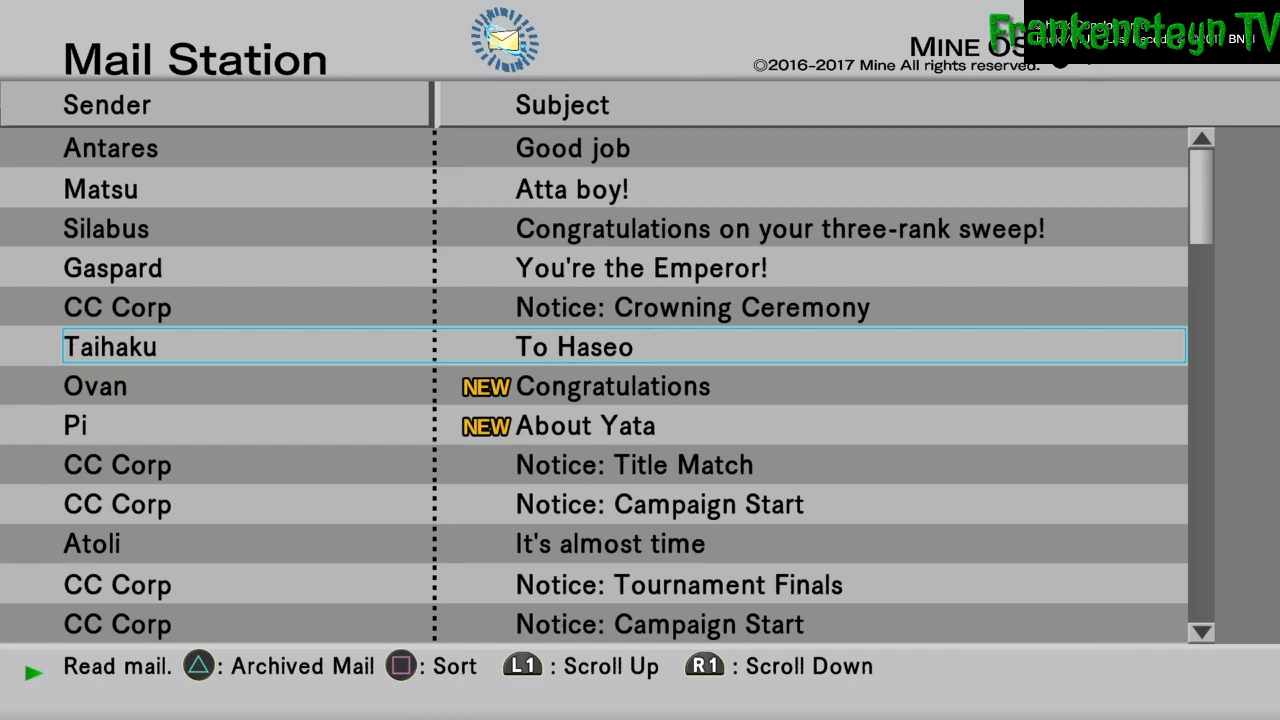 Frankencteyn TV
Mail Station
MINE OS
©2016-2017 Mine All rights reserved.
Sender Subject
Antares Good job
Matsu Atta boy!
Silabus Congratulations on your three-rank sweep!
Gaspard You're the Emperor!
CC Corp Notice: Crowning Ceremony
Taihaku To Haseo
Ovan NEW Congratulations
Pi NEW About Yata
CC Corp Notice: Title Match
CC Corp Notice: Campaign Start
Atoli It's almost time
CC Corp Notice: Tournament Finals
CC Corp Notice: Campaign Start
Read mail. : Archived Mail : Sort L1 : Scroll Up R1 : Scroll Down